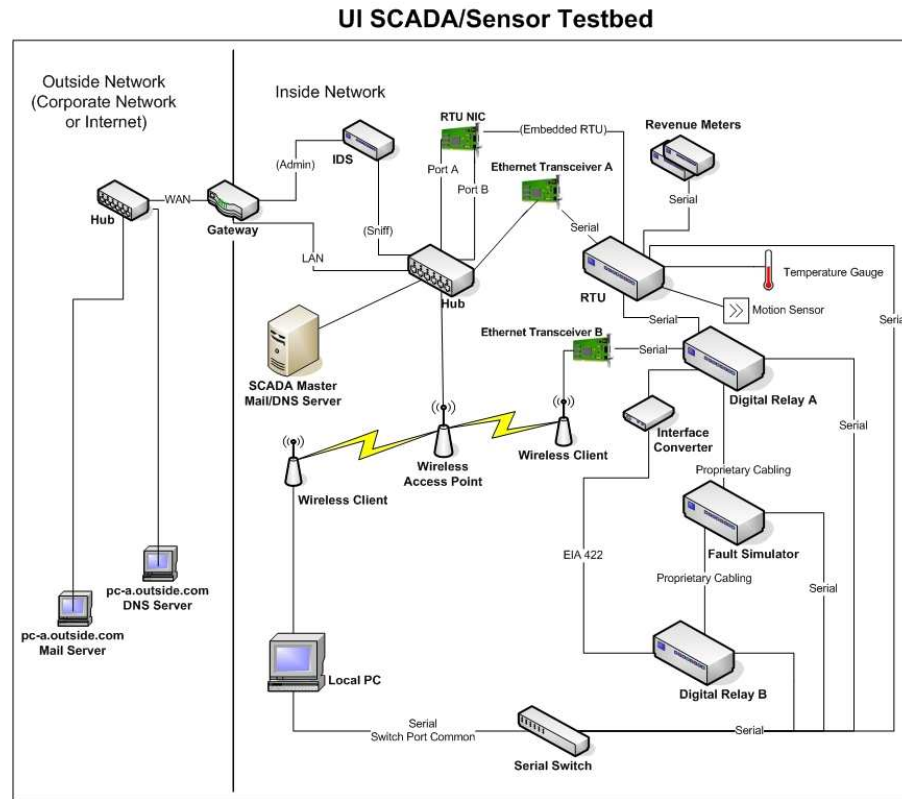 UI SCADA/Sensor Testbed
Outside Network
(Corporate Network
or Internet)
Inside Network
RTU NIC
(Embedded RTU)
Revenue Meters
IDS
(Admin)
Port A
Port B
Ethernet Transceiver A
Serial
Serial
Hub
WAN
Gateway
(Sniff)
LAN
Hub
RTU
Temperature Gauge
Motion Sensor
Serial
Serial
SCADA Master
Mail/DNS Server
Ethernet Transceiver B
Serial
Digital Relay A
Interface
Converter
Serial
Wireless Client
Wireless
Access Point
Wireless Client
Proprietary Cabling
Fault Simulator
EIA 422
Proprietary Cabling
Serial
pc-a.outside.com
DNS Server
pc-a.outside.com
Mail Server
Local PC
Digital Relay B
Serial
Switch Port Common
Serial
Serial Switch